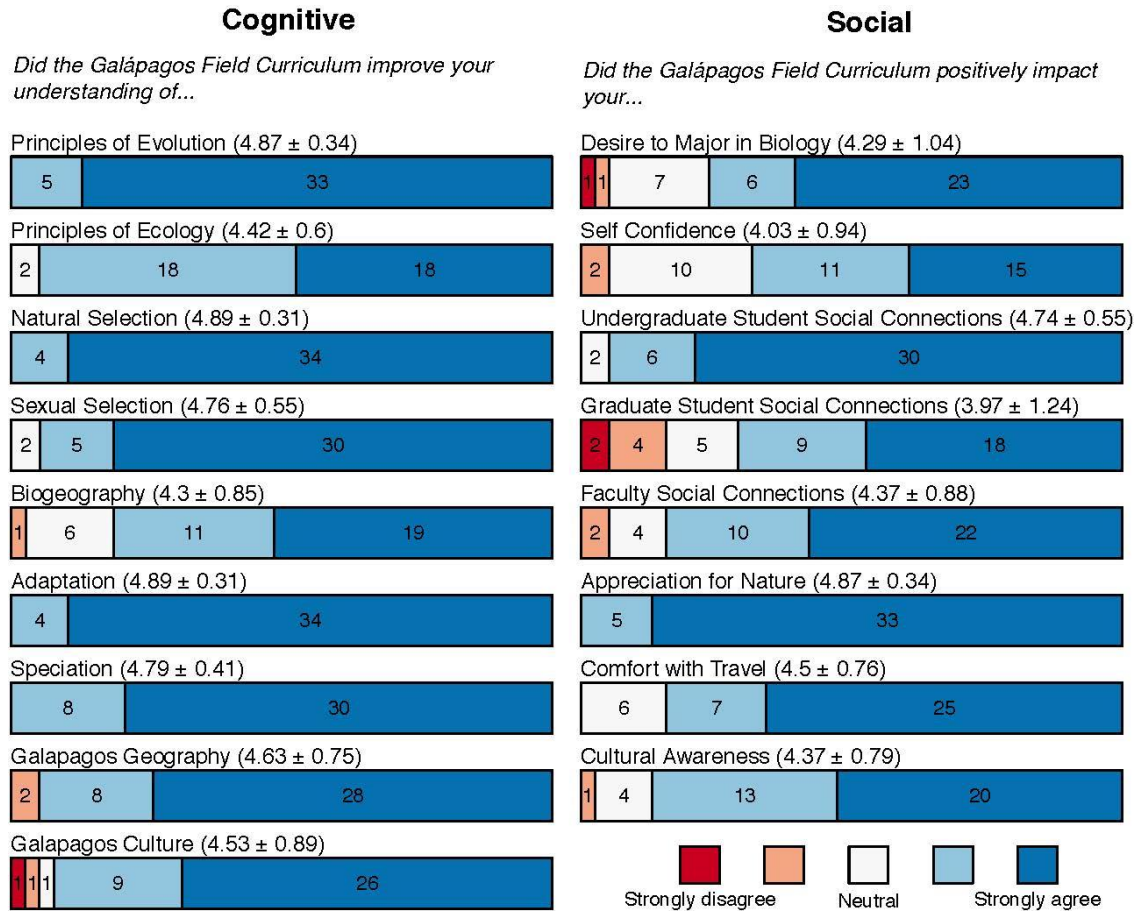 Cognitive
Did the Galápagos Field Curriculum improve your
understanding of...
Principles of Evolution (4.87 ± 0.34)
5 33
Principles of Ecology (4.42 ± 0.6)
2 18 18
Natural Selection (4.89 ± 0.31)
4 34
Sexual Selection (4.76 ± 0.55)
2 5 30
Biogeography (4.3 ± 0.85)
1 6 11 19
Adaptation (4.89 ± 0.31)
4 34
Speciation (4.79 ± 0.41)
8 30
Galapagos Geography (4.63 ± 0.75)
2 8 28
Galapagos Culture (4.53 ± 0.89)
1 1 1 9 26
Social
Did the Galápagos Field Curriculum positively impact
your...
Desire to Major in Biology (4.29 ± 1.04)
1 1 7 6 23
Self Confidence (4.03 ± 0.94)
2 10 11 15
Undergraduate Student Social Connections (4.74 ± 0.55)
2 6 30
Graduate Student Social Connections (3.97 ± 1.24)
2 4 5 9 18
Faculty Social Connections (4.37 ± 0.88)
2 4 10 22
Appreciation for Nature (4.87 ± 0.34)
5 33
Comfort with Travel (4.5 ± 0.76)
6 7 25
Cultural Awareness (4.37 ± 0.79)
1 4 13 20
Strongly disagree Neutral Strongly agree